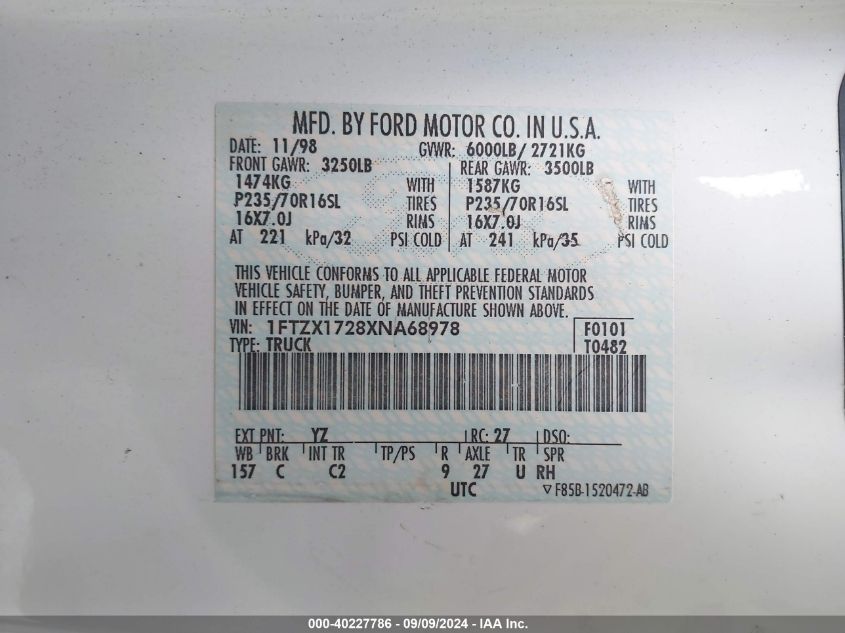 MFD. BY FORD MOTOR CO. IN U.S.A.
DATE: 11/98 GVWR: 6000LB/ 2721KG
FRONT GAWR: 3250LB REAR GAWR: 3500LB
1474KG WITH 1587KG WITH
P235/70R16SL TIRES P235/70R16SL TIRES
16X7.0J RIMS 16X7.0J RIMS
AT 221 kPa/32 PSI COLD AT 241 kPa/35 PSI COLD
THIS VEHICLE CONFORMS TO ALL APPLICABLE FEDERAL MOTOR
VEHICLE SAFETY, BUMPER, AND THEFT PREVENTION STANDARDS
IN EFFECT ON THE DATE OF MANUFACTURE SHOWN ABOVE.
VIN: 1FTZX1728XNA68978 F0101
TYPE: TRUCK T0482
EXT PNT: YZ RC: 27 DSO:
WB BRK INT TR TP/PS R AXLE TR SPR
157 C C2 9 27 U RH
UTC ▽ F85B-1520472-AB
000-40227786 - 09/09/2024 - IAA Inc.